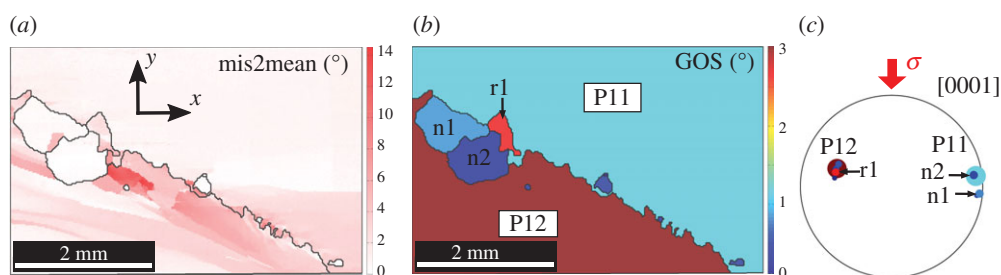 (a)
mis2mean (°)
y
x
2 mm
14
12
10
8
6
4
2
0
(b)
GOS (°)
r1
P11
n1
n2
P12
2 mm
3
2
1
0
(c)
σ
[0001]
P12
P11
r1
n2
n1